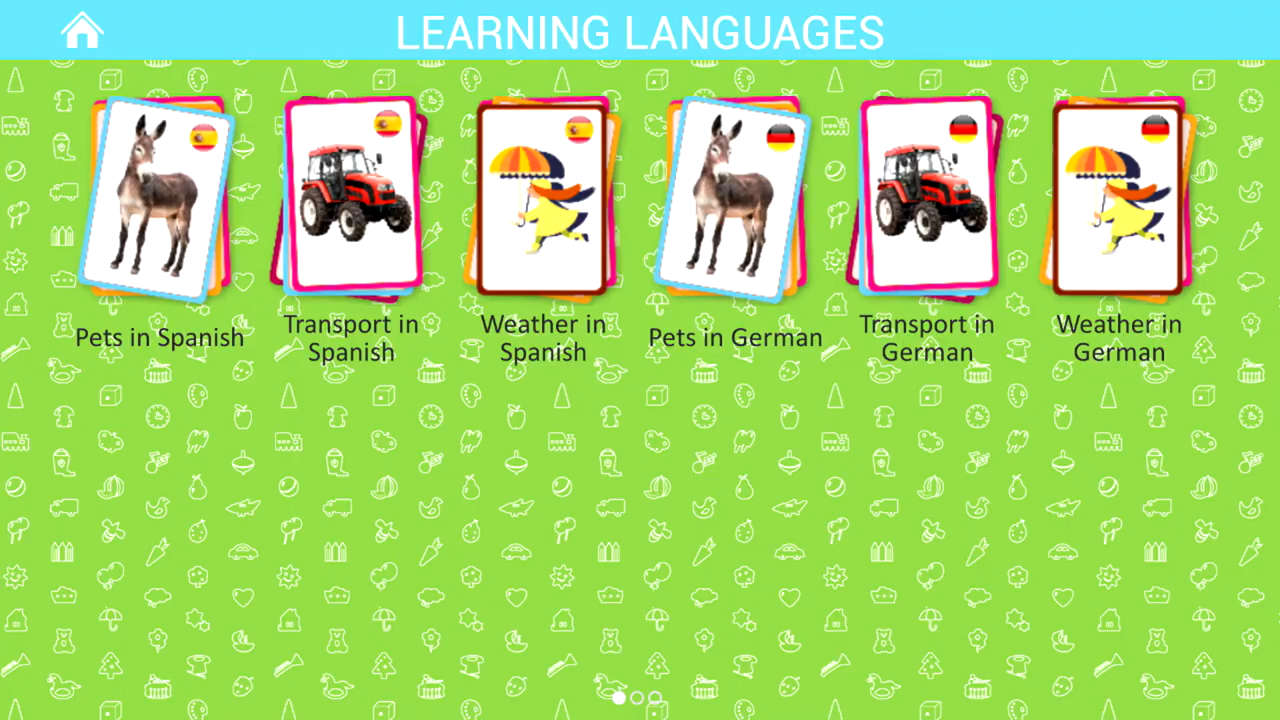 LEARNING LANGUAGES
Pets in Spanish
Transport in
Spanish
Weather in
Spanish
Pets in German
Transport in
German
Weather in
German